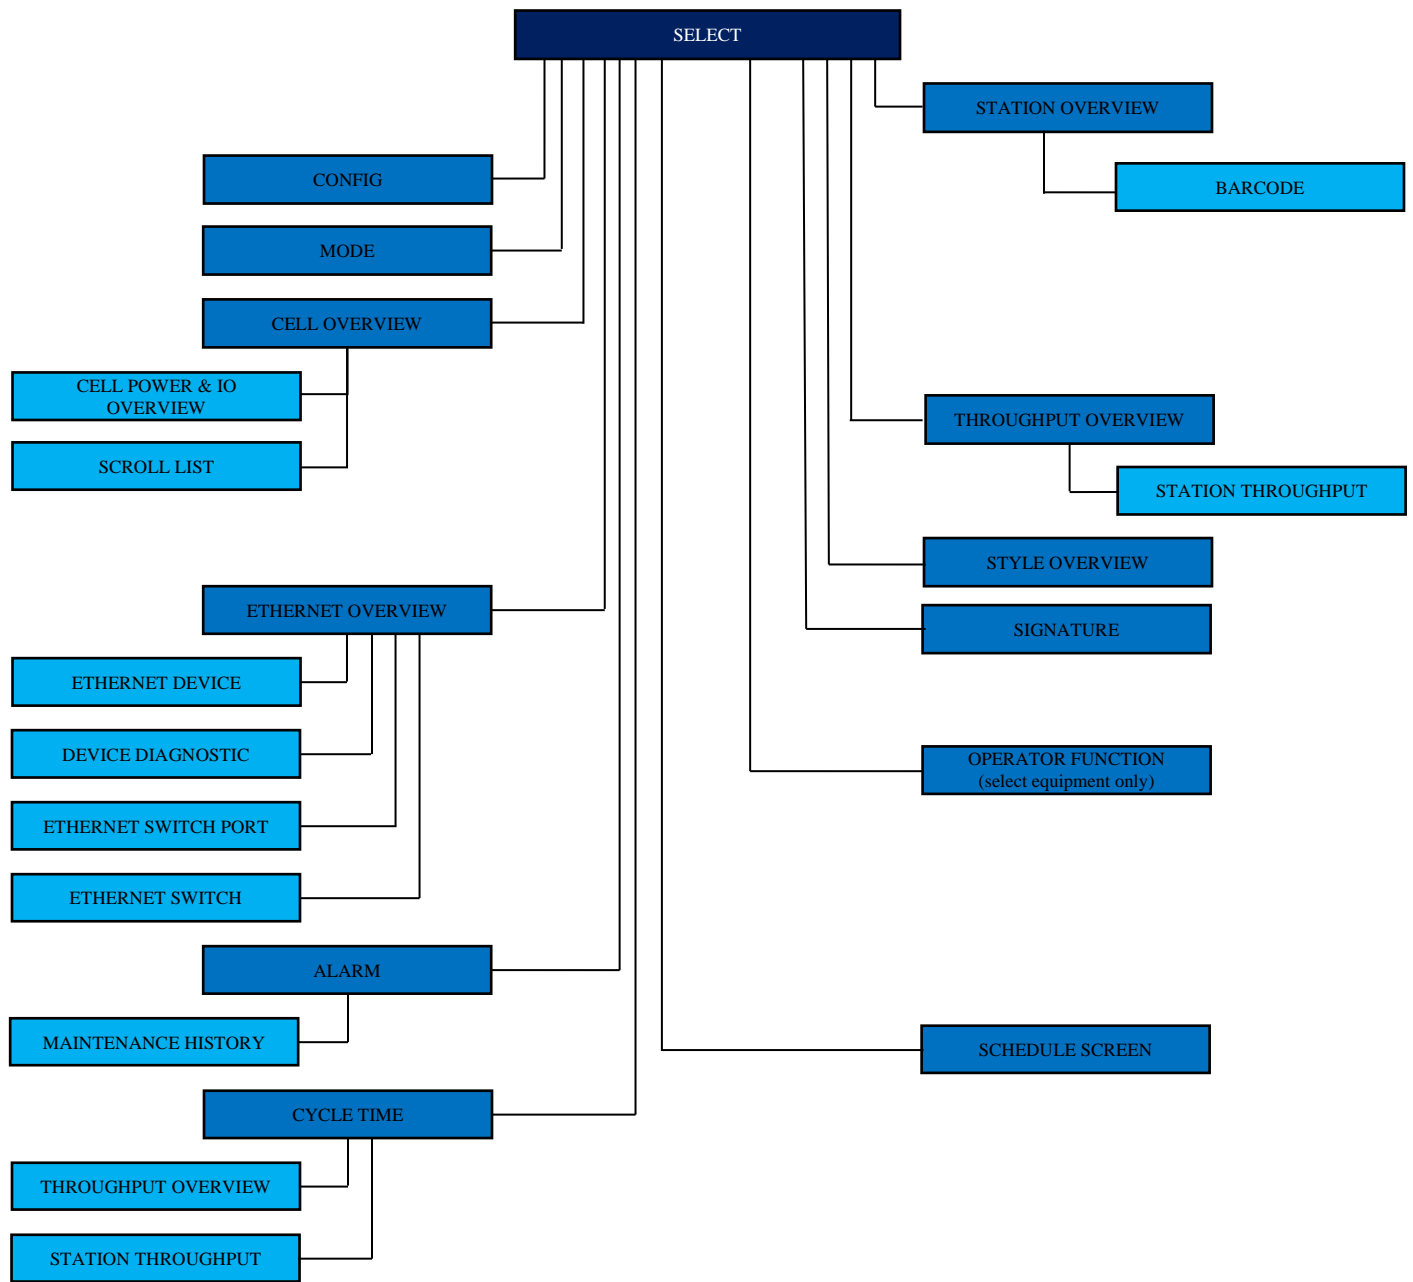 SELECT
STATION OVERVIEW
BARCODE
CONFIG
MODE
CELL OVERVIEW
CELL POWER & IO
OVERVIEW
SCROLL LIST
THROUGHPUT OVERVIEW
STATION THROUGHPUT
STYLE OVERVIEW
SIGNATURE
ETHERNET OVERVIEW
ETHERNET DEVICE
DEVICE DIAGNOSTIC
ETHERNET SWITCH PORT
ETHERNET SWITCH
OPERATOR FUNCTION
(select equipment only)
ALARM
MAINTENANCE HISTORY
SCHEDULE SCREEN
CYCLE TIME
THROUGHPUT OVERVIEW
STATION THROUGHPUT